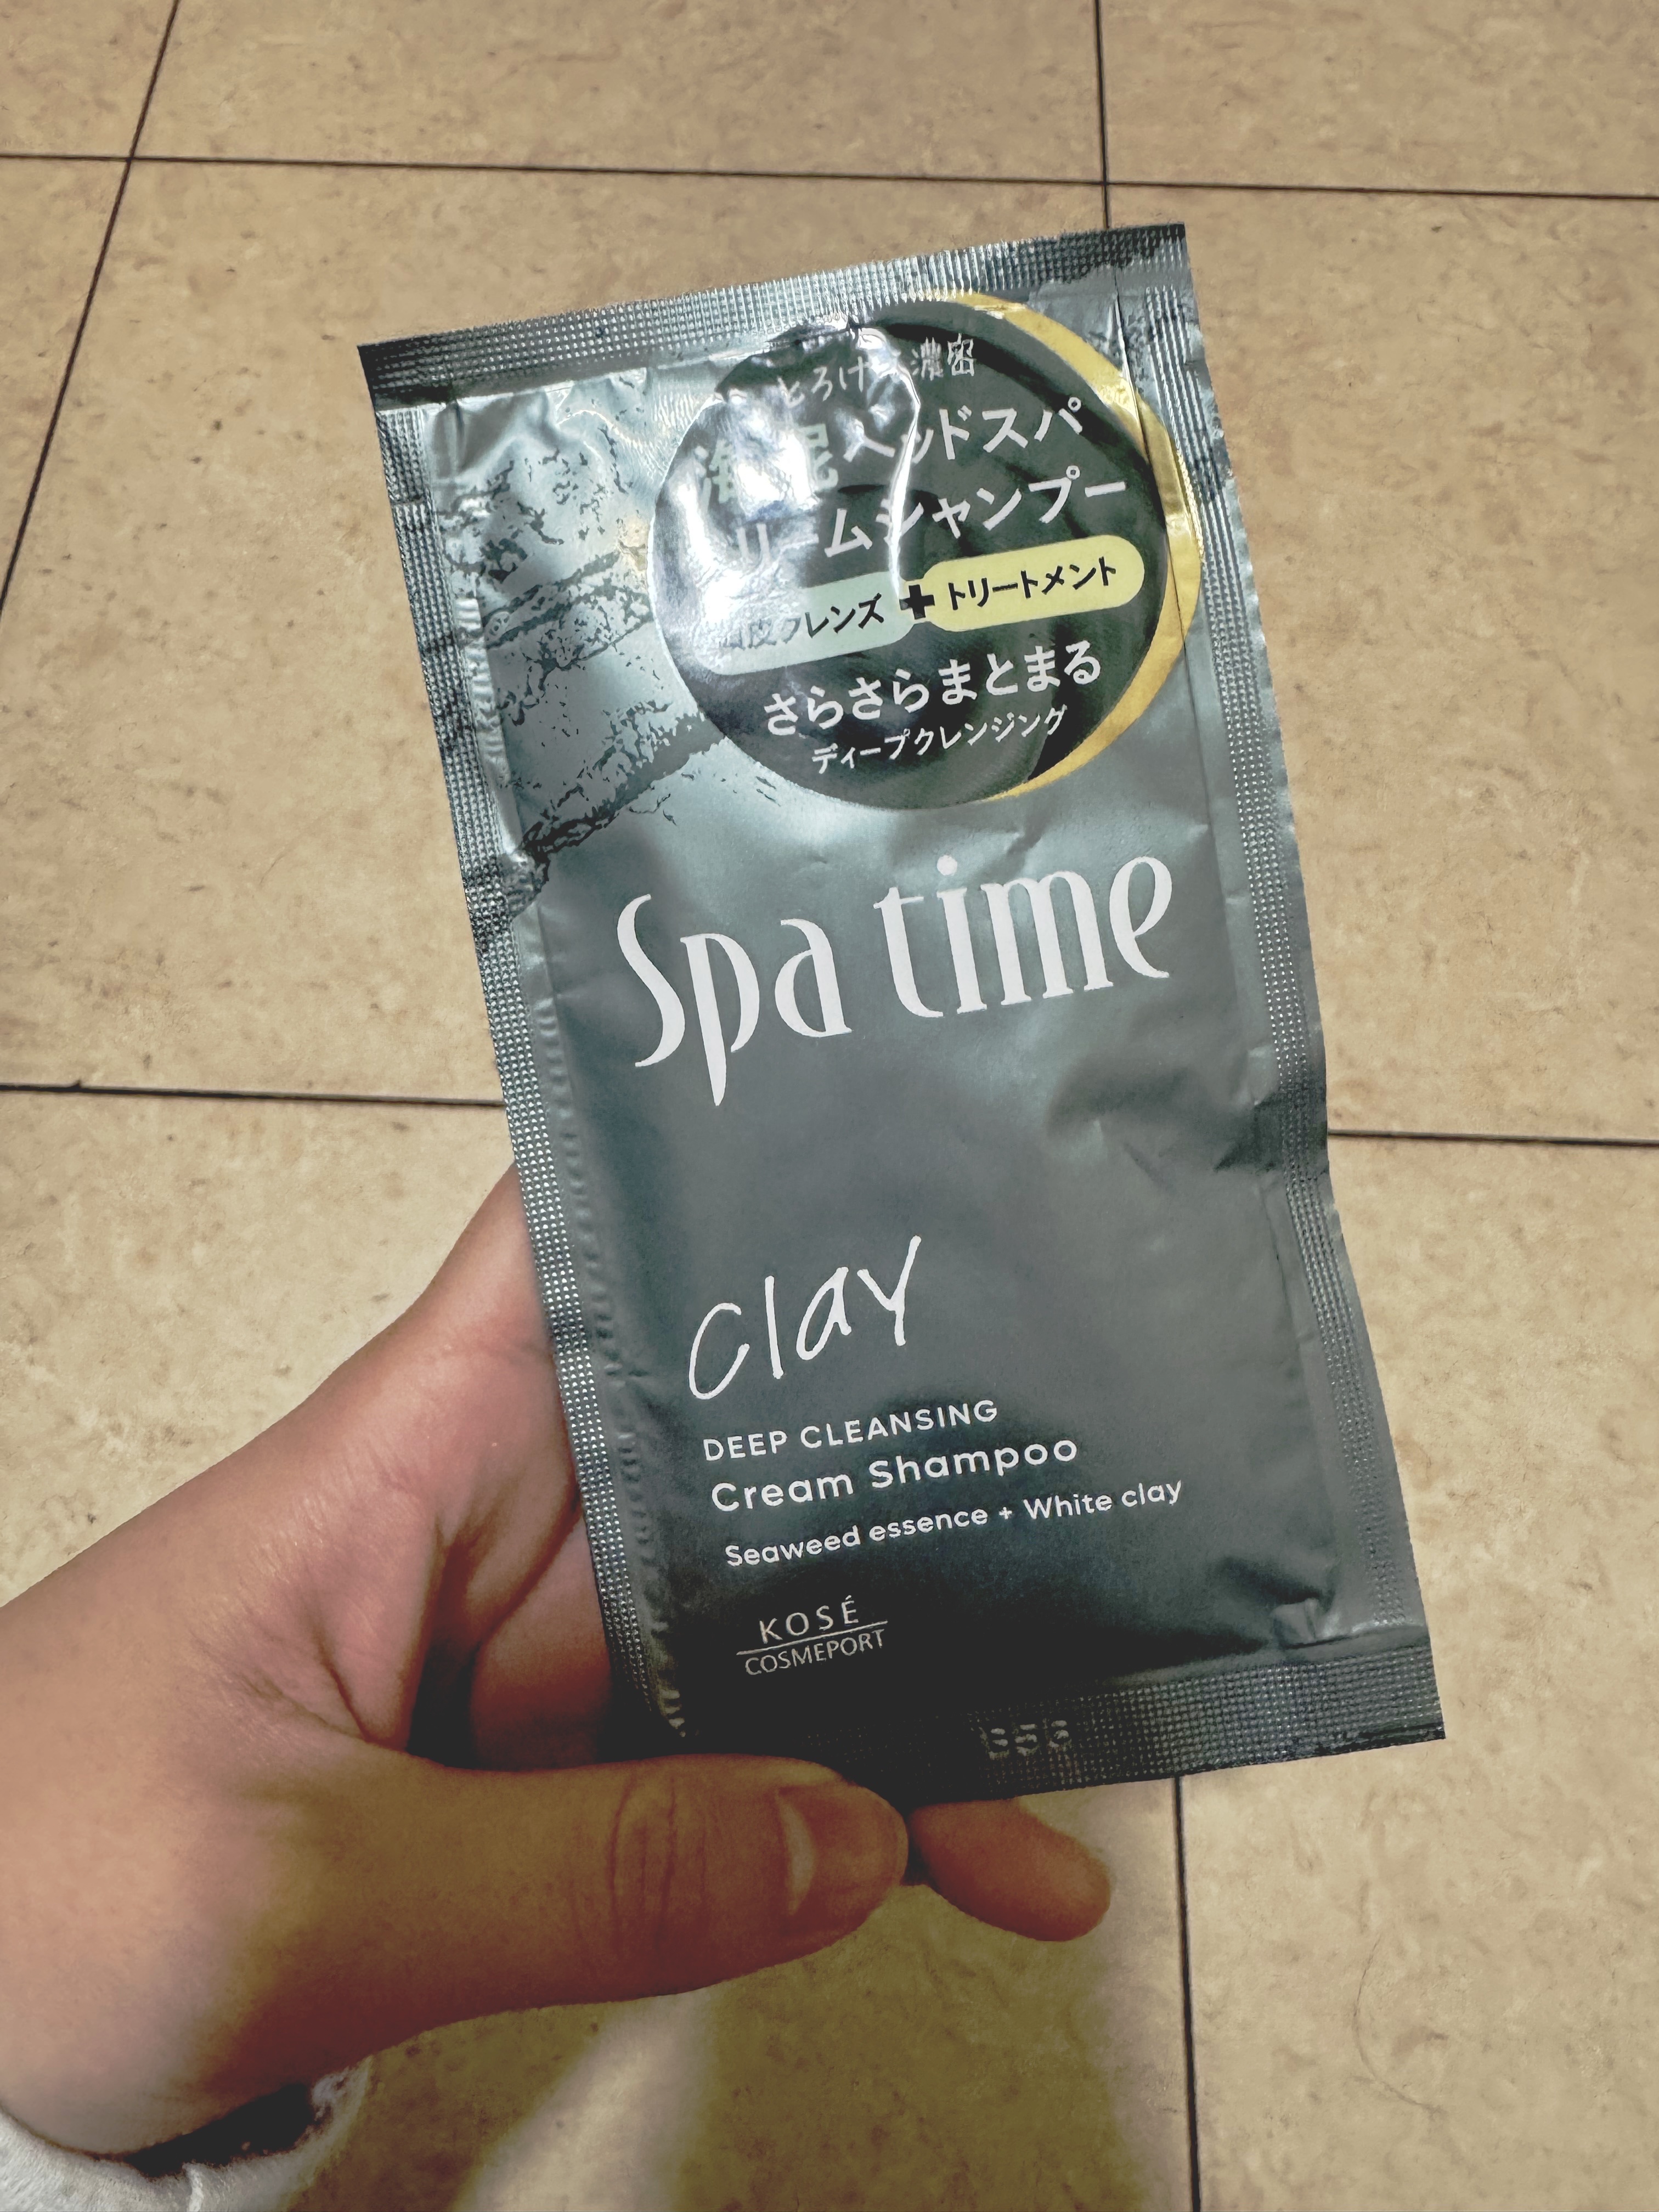 とろける濃密
海泥ヘッドスパ
クリームシャンプー
頭皮クレンズ+トリートメント
さらさらまとまる
ディープクレンジング
Spa time
clay
DEEP CLEANSING
Cream Shampoo
Seaweed essence + White clay
KOSÉ
COSMEPORT